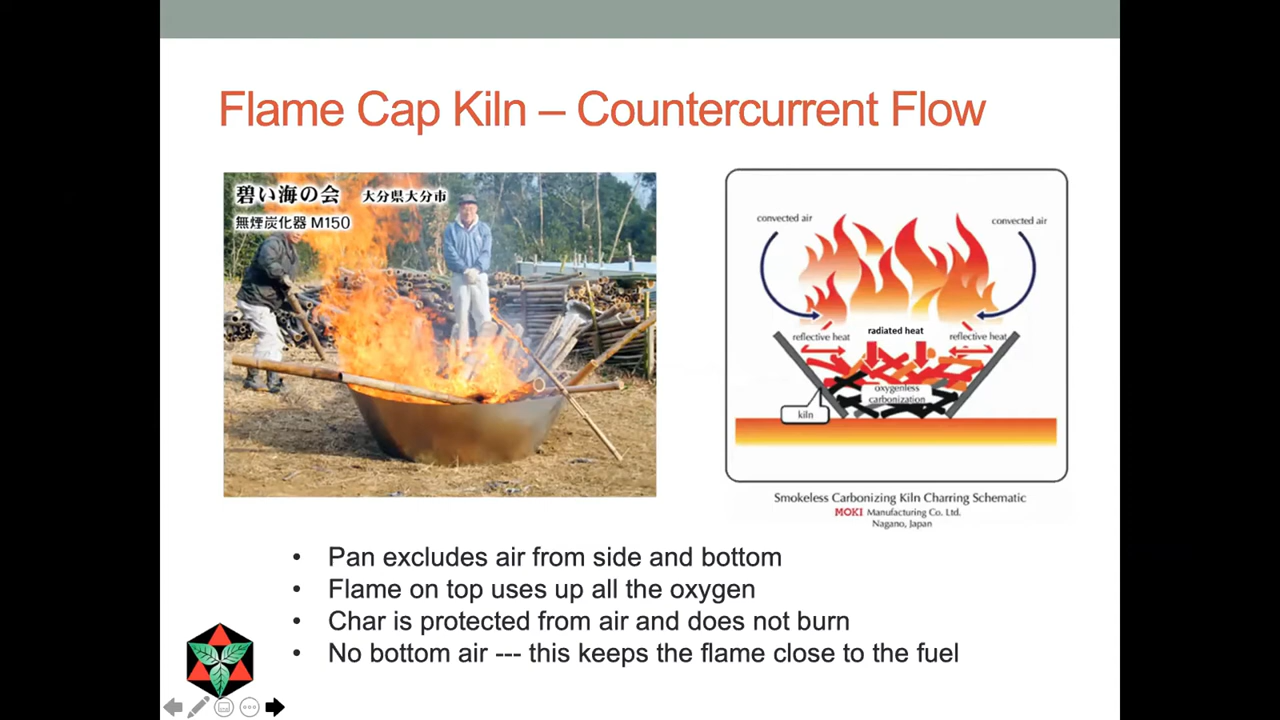 Flame Cap Kiln – Countercurrent Flow
碧い海の会 大分県大分市
無煙炭化器 M150
convected air
convected air
reflective heat
radiated heat
reflective heat
oxygenless
carbonization
kiln
Smokeless Carbonizing Kiln Charring Schematic
MOKI Manufacturing Co. Ltd.
Nagano, Japan
• Pan excludes air from side and bottom
• Flame on top uses up all the oxygen
• Char is protected from air and does not burn
• No bottom air --- this keeps the flame close to the fuel